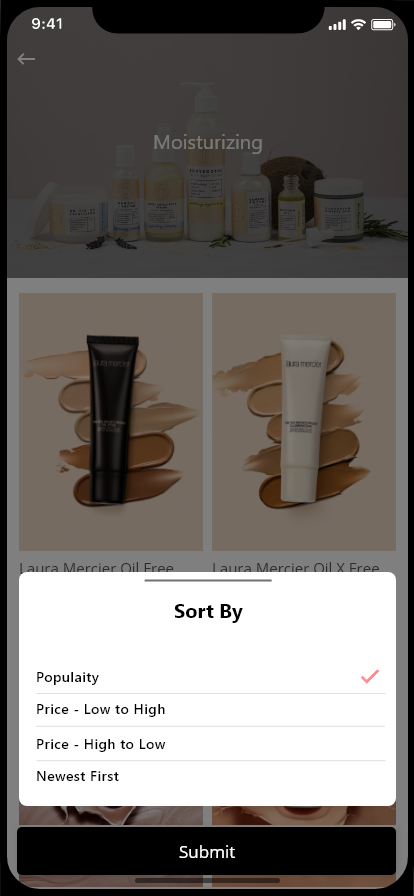 9:41
Moisturizing
laura mercier
laura mercier
Laura Mercier Oil Free
Laura Mercier Oil X Free
Sort By
Populaity
Price - Low to High
Price - High to Low
Newest First
Submit